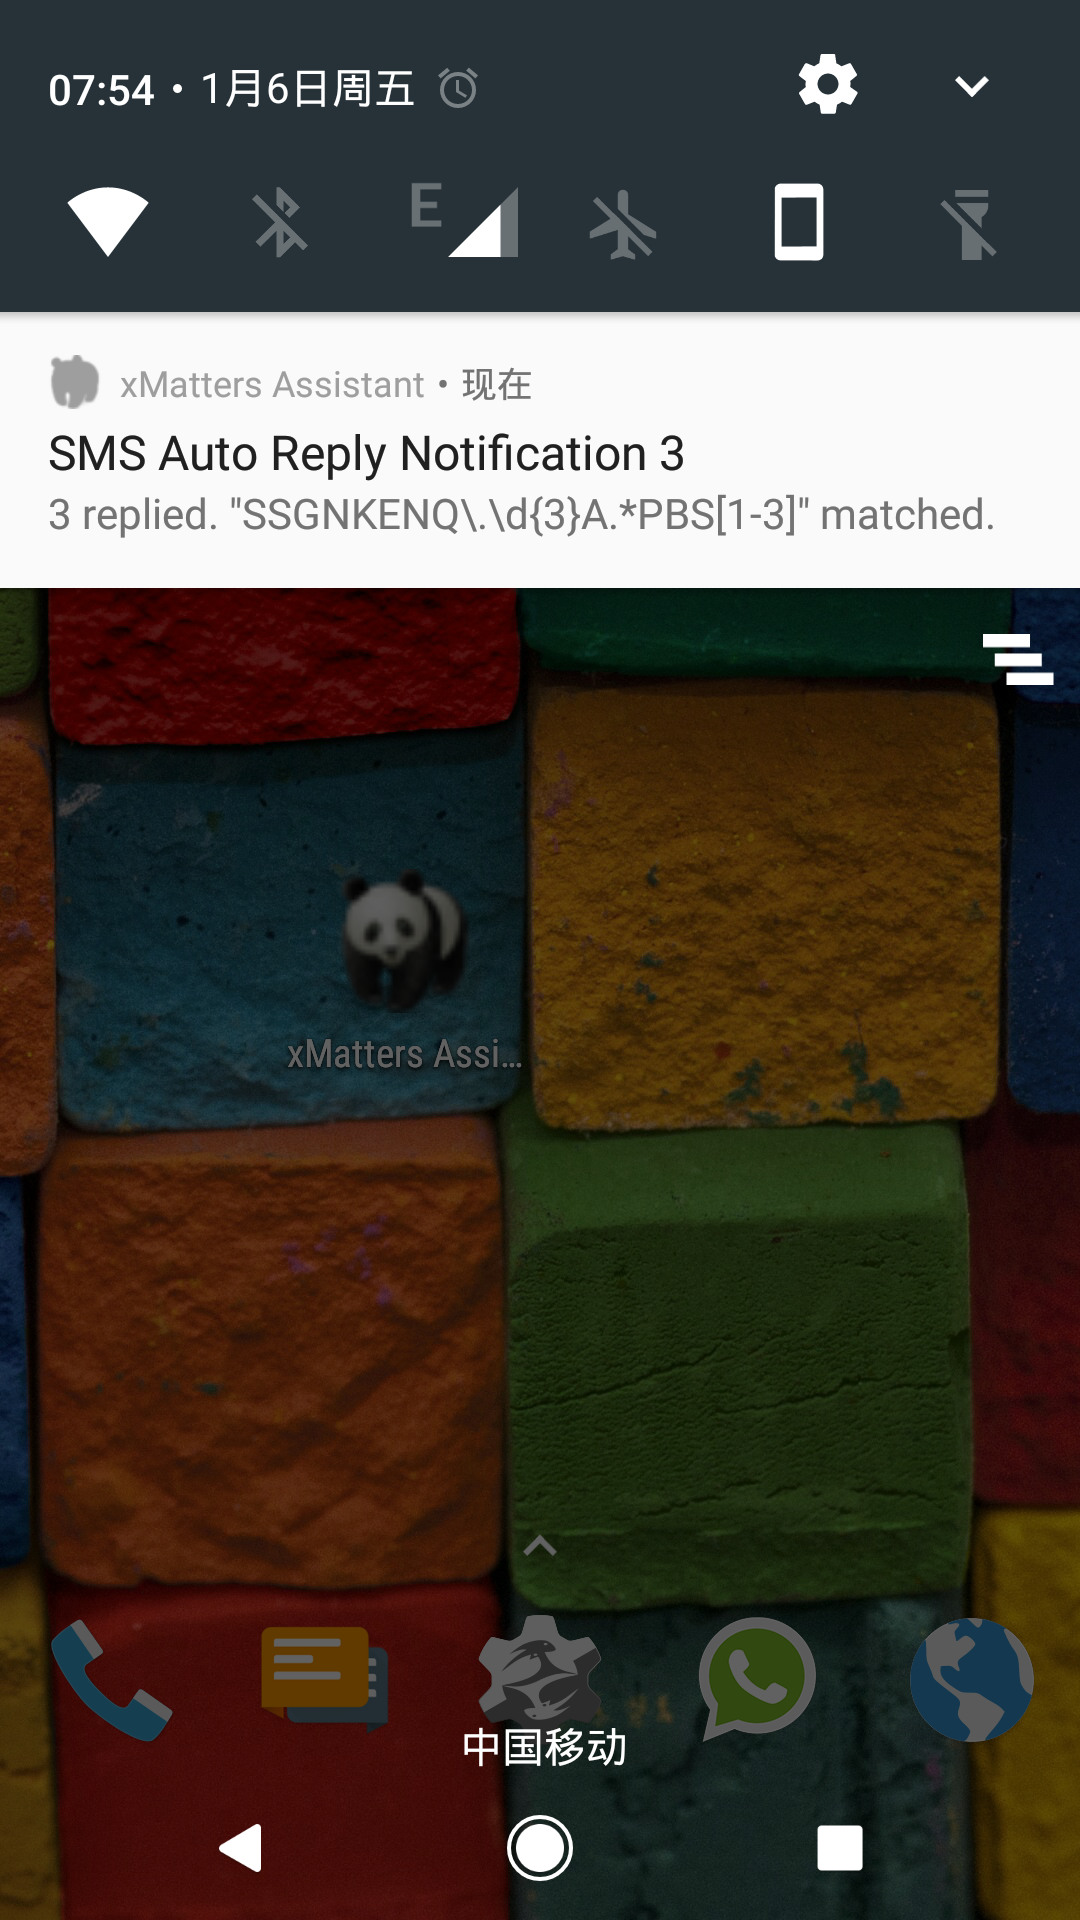 07:54 • 1月6日周五
E
xMatters Assistant • 现在
SMS Auto Reply Notification 3
3 replied. "SSGNKENQ\.\d{3}A.*PBS[1-3]" matched.
xMatters Assi...
中国移动